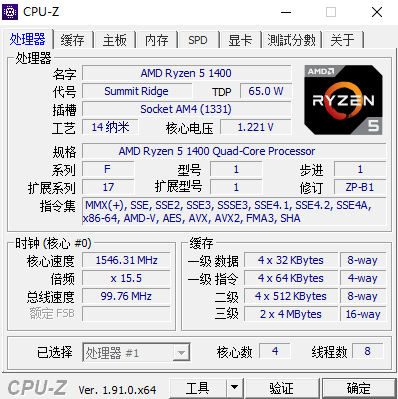 CPU-Z
处理器 缓存 主板 内存 SPD 显卡 測試分數 关于
处理器
名字 AMD Ryzen 5 1400
代号 Summit Ridge TDP 65.0 W
插槽 Socket AM4 (1331)
工艺 14 纳米 核心电压 1.221 V
AMD
RYZEN
5
规格 AMD Ryzen 5 1400 Quad-Core Processor
系列 F 型号 1 步进 1
扩展系列 17 扩展型号 1 修订 ZP-B1
指令集 MMX(+), SSE, SSE2, SSE3, SSSE3, SSE4.1, SSE4.2, SSE4A,
x86-64, AMD-V, AES, AVX, AVX2, FMA3, SHA
时钟 (核心 #0) 缓存
核心速度 1546.31 MHz 一级 数据 4 x 32 KBytes 8-way
倍频 x 15.5 一级 指令 4 x 64 KBytes 4-way
总线速度 99.76 MHz 二级 4 x 512 KBytes 8-way
额定 FSB 三级 2 x 4 MBytes 16-way
已选择 处理器 #1 核心数 4 线程数 8
CPU-Z Ver. 1.91.0.x64 工具 验证 确定